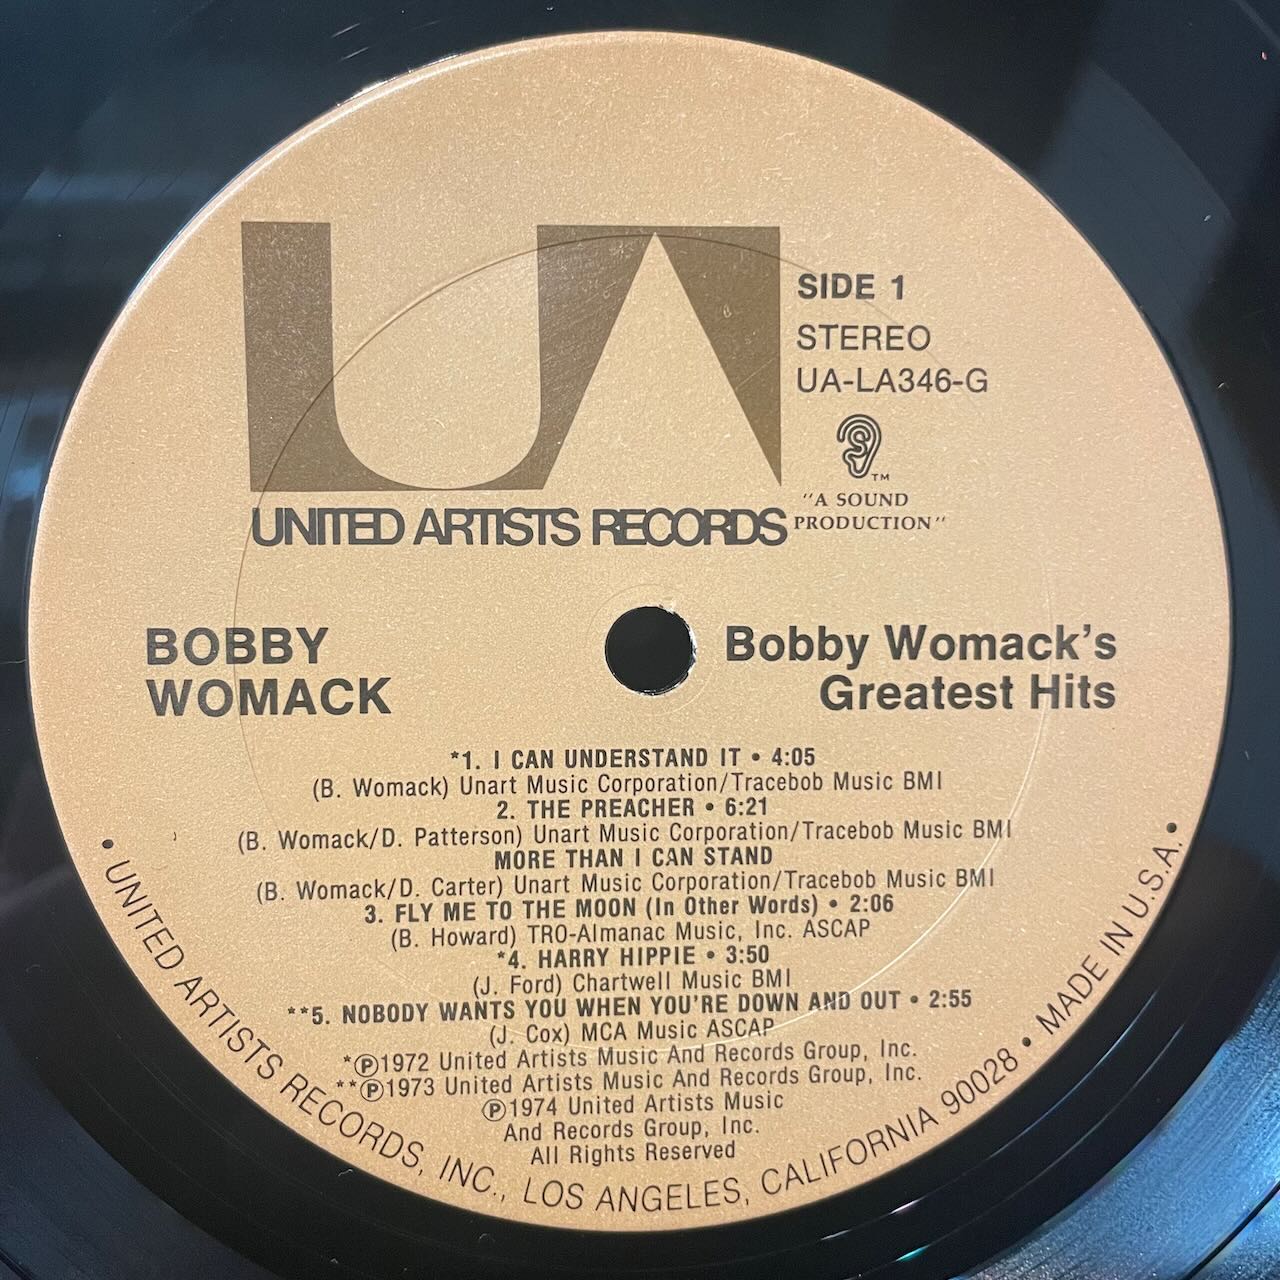 UA
SIDE 1
STEREO
UA-LA346-G
TM
"A SOUND
PRODUCTION"
UNITED ARTISTS RECORDS
BOBBY
WOMACK
Bobby Womack's
Greatest Hits
*1. I CAN UNDERSTAND IT • 4:05
(B. Womack) Unart Music Corporation/Tracebob Music BMI
2. THE PREACHER • 6:21
(B. Womack/D. Patterson) Unart Music Corporation/Tracebob Music BMI
MORE THAN I CAN STAND
(B. Womack/D. Carter) Unart Music Corporation/Tracebob Music BMI
3. FLY ME TO THE MOON (In Other Words) • 2:06
(B. Howard) TRO-Almanac Music, Inc. ASCAP
*4. HARRY HIPPIE • 3:50
(J. Ford) Chartwell Music BMI
**5. NOBODY WANTS YOU WHEN YOU'RE DOWN AND OUT • 2:55
(J. Cox) MCA Music ASCAP
*℗1972 United Artists Music And Records Group, Inc.
**℗1973 United Artists Music And Records Group, Inc.
℗1974 United Artists Music
And Records Group, Inc.
All Rights Reserved
• UNITED ARTISTS RECORDS, INC., LOS ANGELES, CALIFORNIA 90028 • MADE IN U.S.A. •